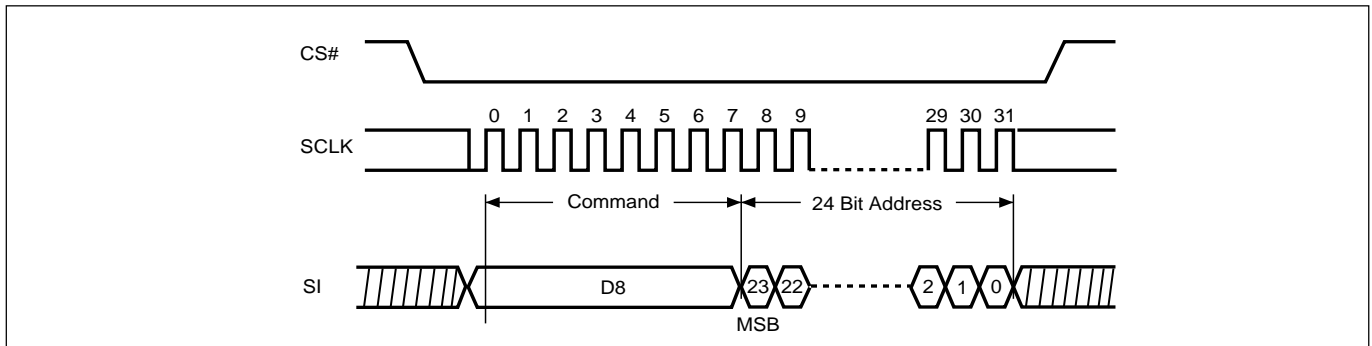 CS#
0 1 2 3 4 5 6 7 8 9 29 30 31
SCLK
Command 24 Bit Address
SI D8 23 22 2 1 0
MSB